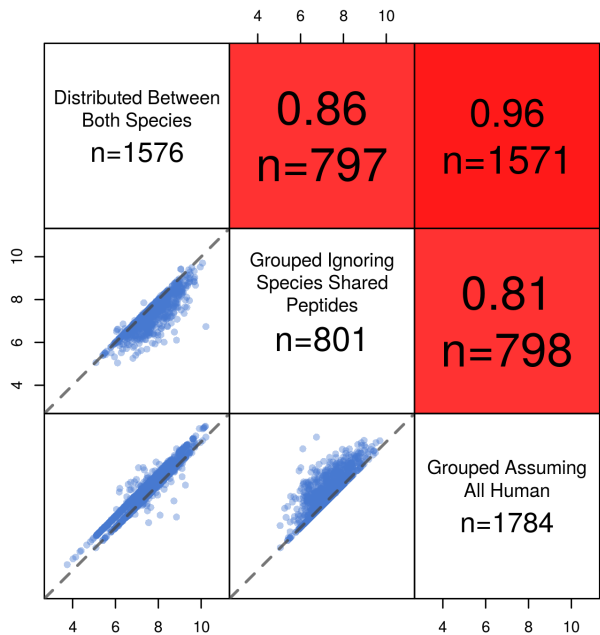 4 6 8 10
Distributed Between
Both Species
n=1576
0.86
n=797
0.96
n=1571
10
8
6
4
Grouped Ignoring
Species Shared
Peptides
n=801
0.81
n=798
Grouped Assuming
All Human
n=1784
4 6 8 10
4 6 8 10